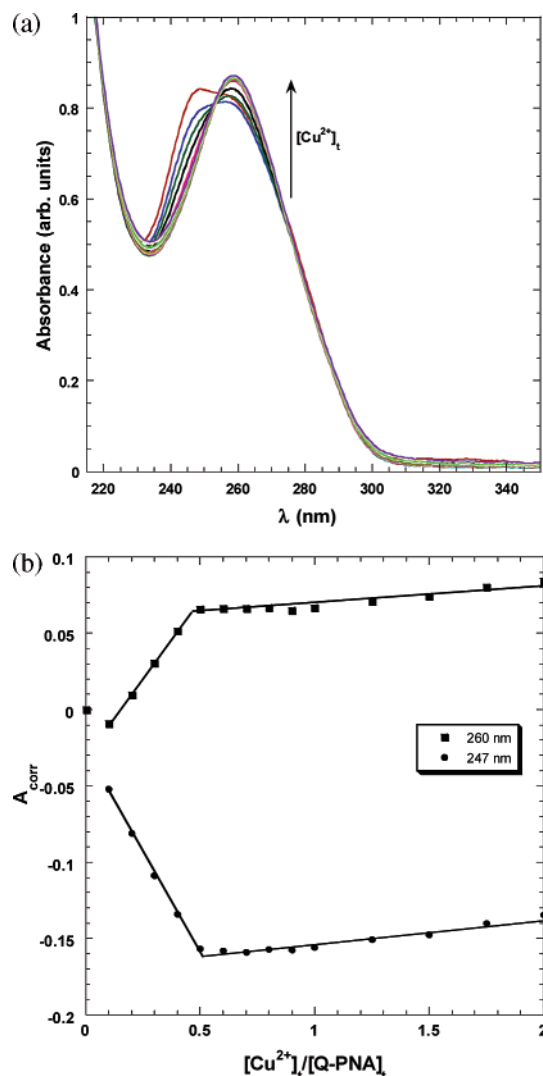 (a)
Absorbance (arb. units)
1
0.8
0.6
0.4
0.2
0
[Cu²⁺]ₜ
220 240 260 280 300 320 340
λ (nm)
(b)
A_corr
0.1
0.05
0
-0.05
-0.1
-0.15
-0.2
260 nm
247 nm
0 0.5 1 1.5 2
[Cu²⁺]ₜ/[Q-PNA]ₜ